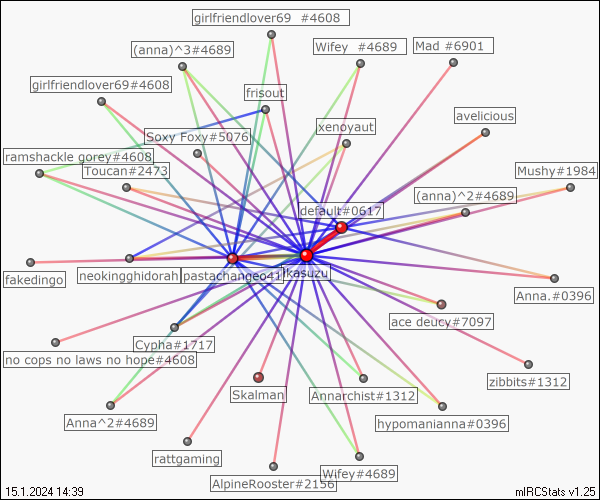 girlfriendlover69 #4608
(anna)^3#4689
Wifey #4689
Mad #6901
girlfriendlover69#4608
frisout
avelicious
xenoyaut
Soxy Foxy#5076
ramshackle gorey#4608
Toucan#2473
Mushy#1984
(anna)^2#4689
default#0617
fakedingo
neokingghidorah
pastachangeo41
ikasuzu
Anna.#0396
ace deucy#7097
Cypha#1717
no cops no laws no hope#4608
zibbits#1312
Skalman
Annarchist#1312
Anna^2#4689
hypomanianna#0396
rattgaming
Wifey#4689
AlpineRooster#2156
15.1.2024 14:39
mIRCStats v1.25